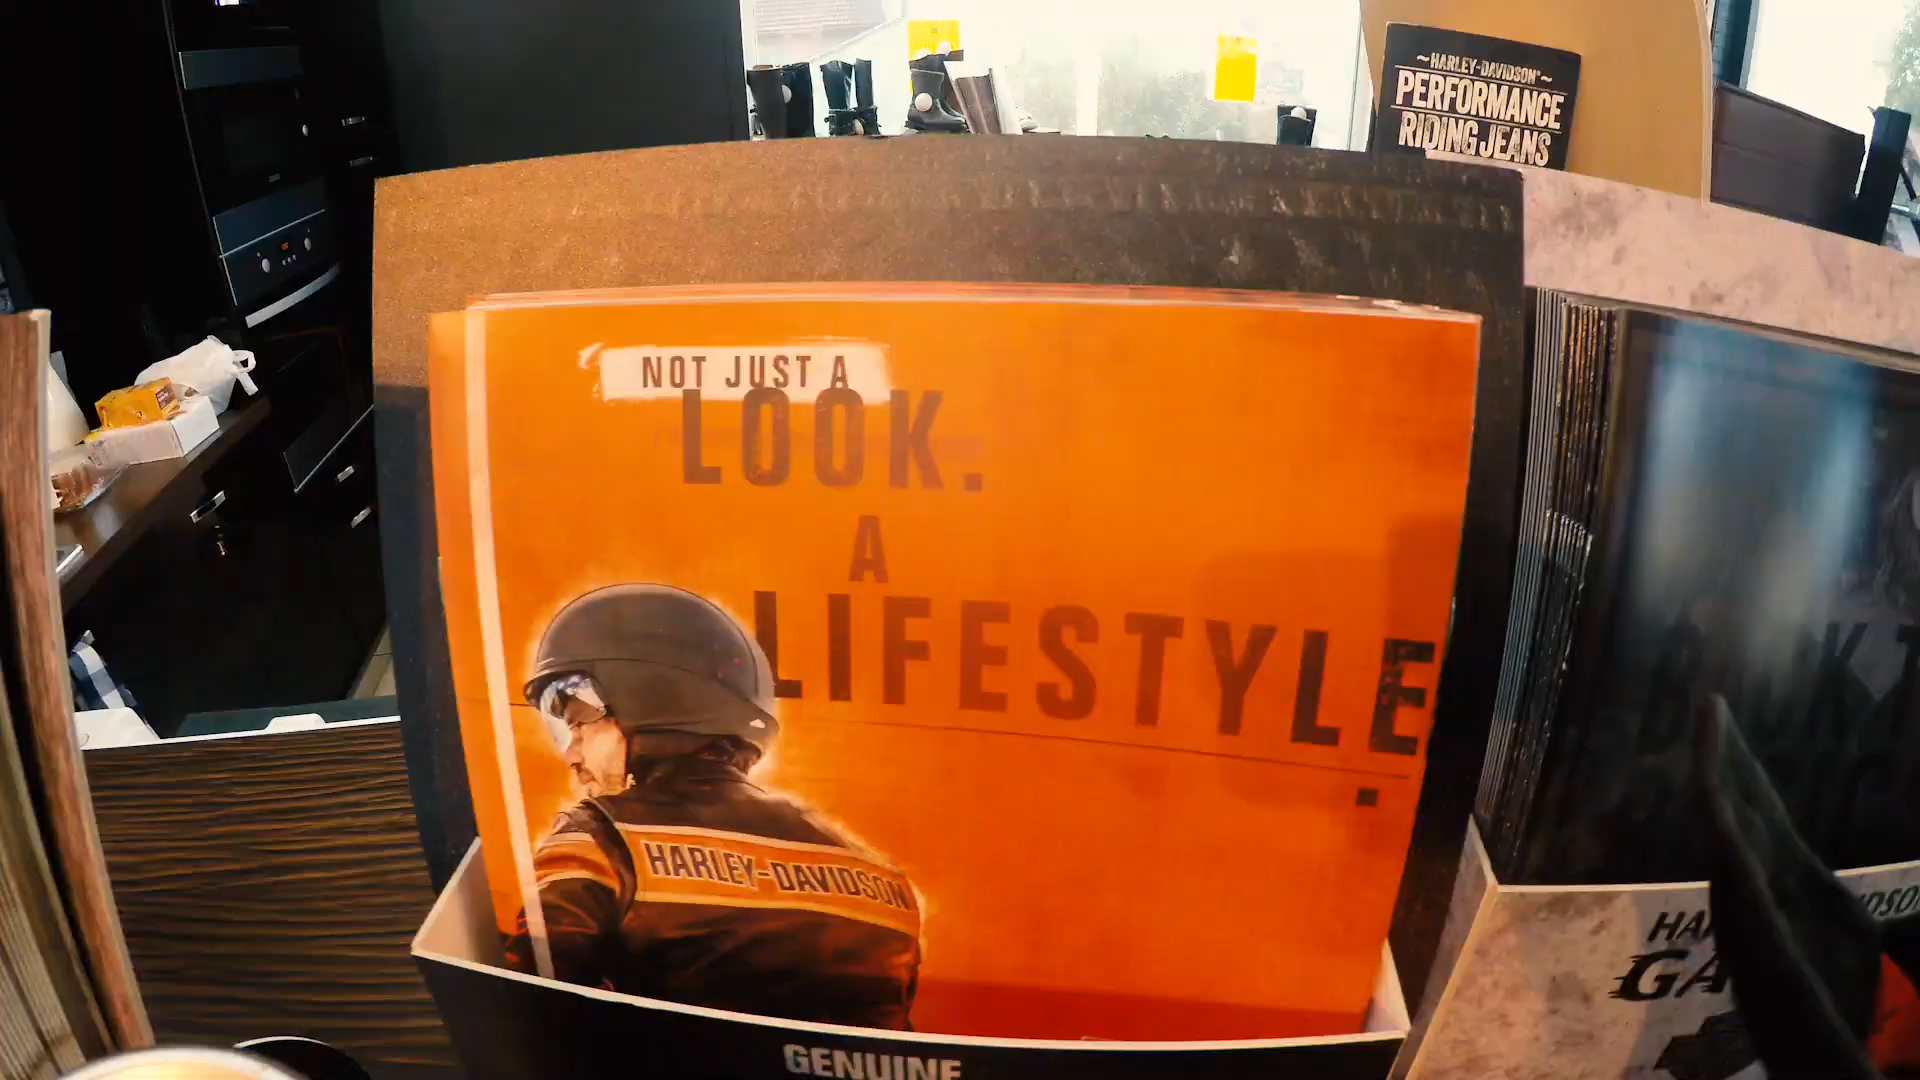 ~HARLEY-DAVIDSON~
PERFORMANCE
RIDING JEANS
NOT JUST A
LOOK.
A
LIFESTYLE.
HARLEY-DAVIDSON
GENUINE